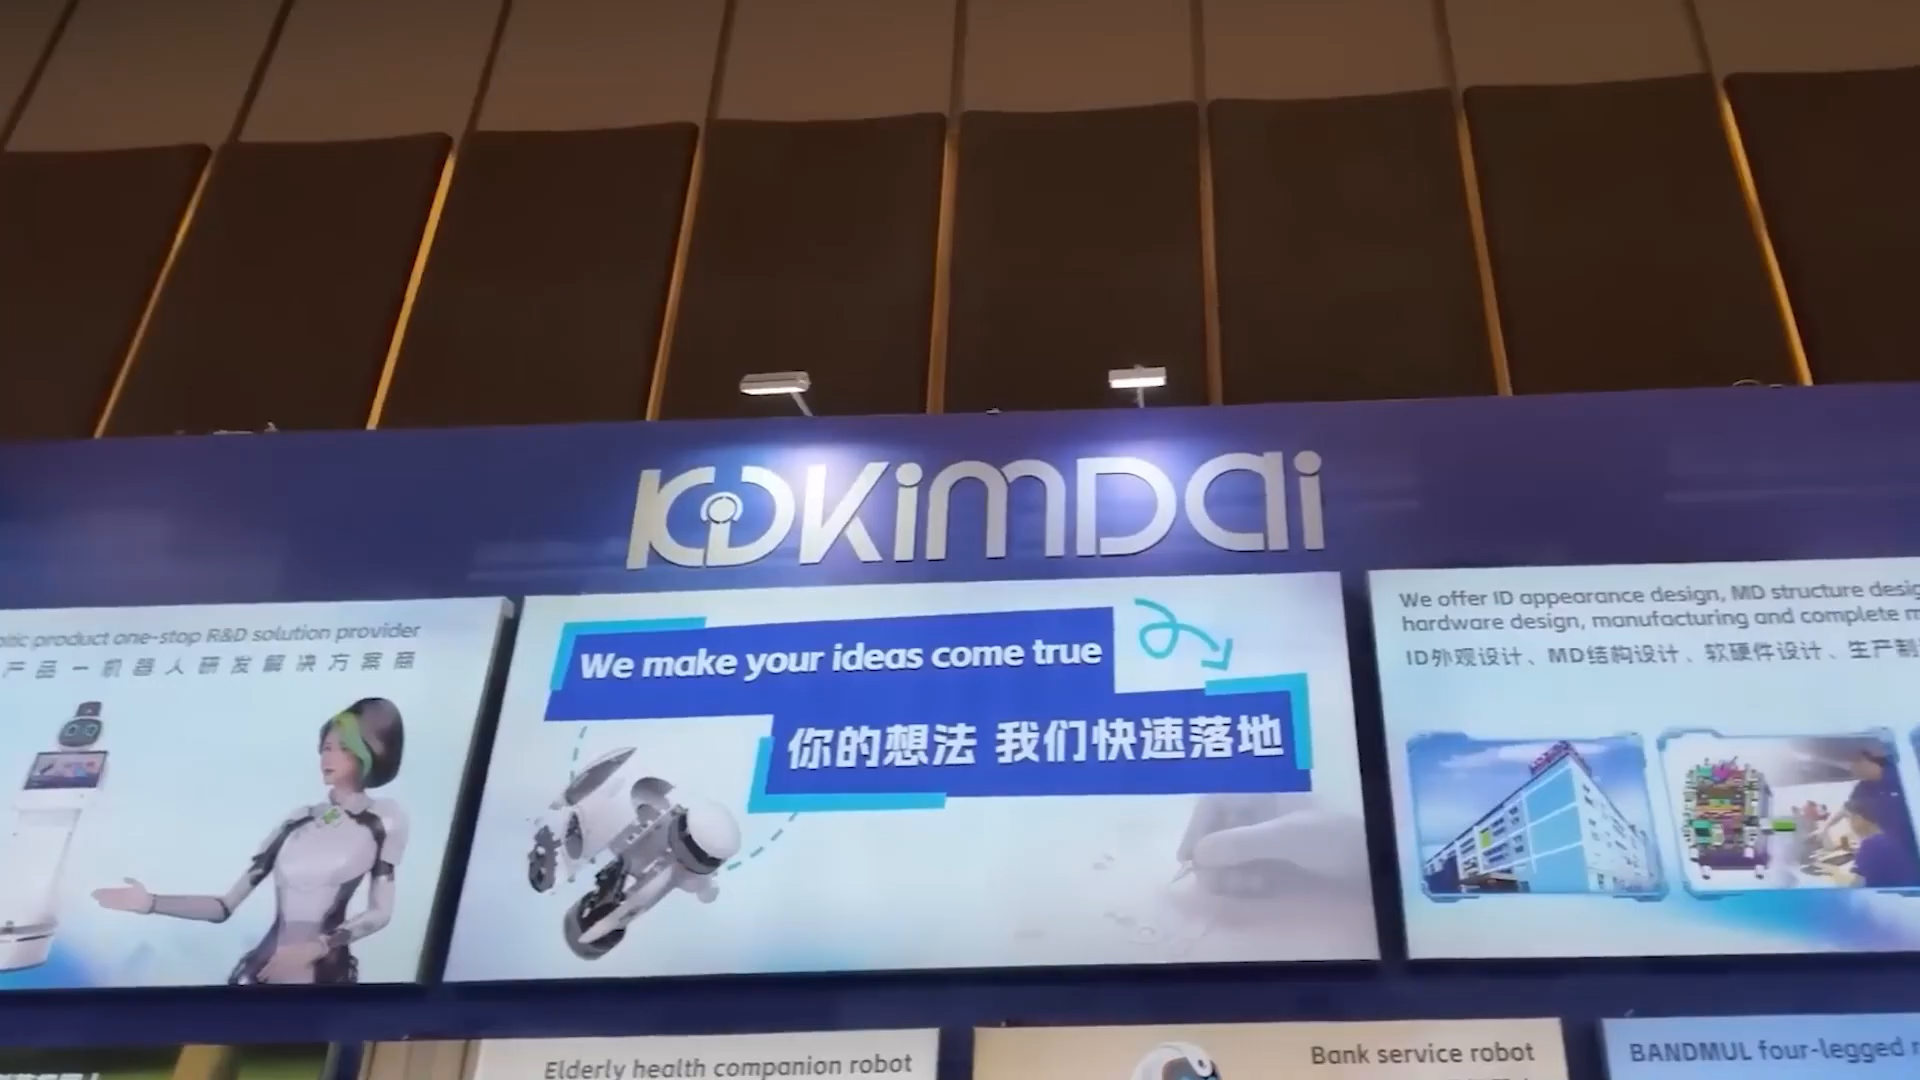 KD KimDai
product one-stop R&D solution provider
产品一机器人研发解决方案商
We make your ideas come true
你的想法 我们快速落地
We offer ID appearance design, MD structure
hardware design, manufacturing and complete
ID外观设计、MD结构设计、软硬件设计、生产制
Elderly health companion robot
Bank service robot
BANDMUL four-legged